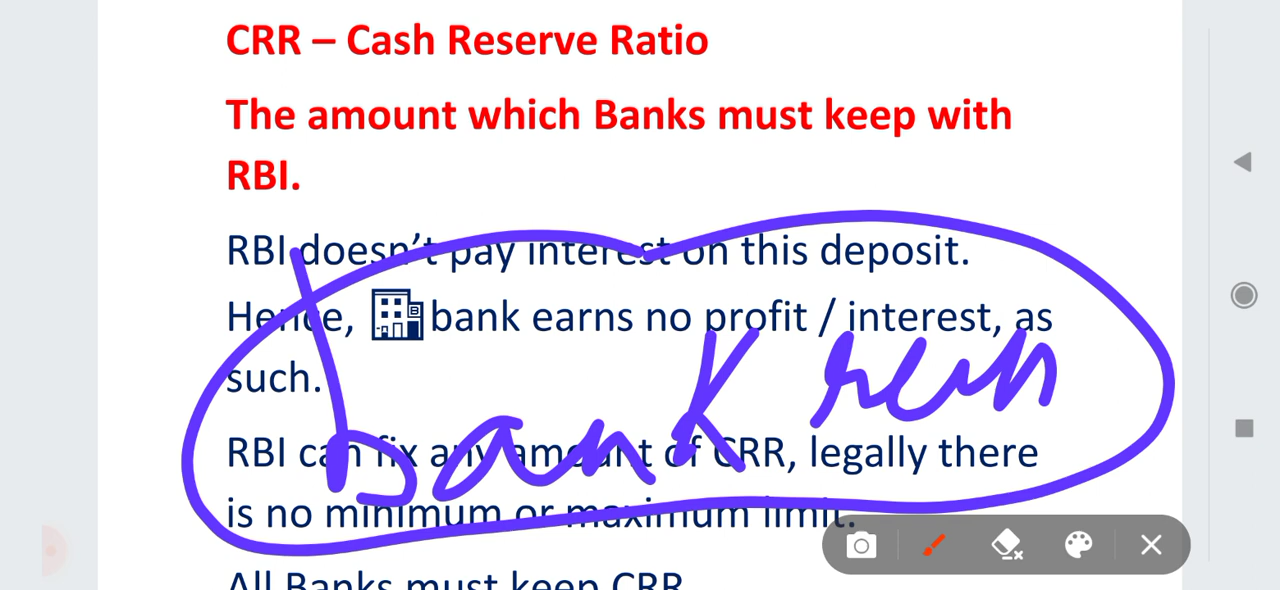 CRR – Cash Reserve Ratio
The amount which Banks must keep with
RBI.
RBI doesn't pay interest on this deposit.
Hence, bank earns no profit / interest, as
such.
bank run
RBI can fix any amount of CRR, legally there
is no minimum or maximum limit.
All Banks must keep CRR